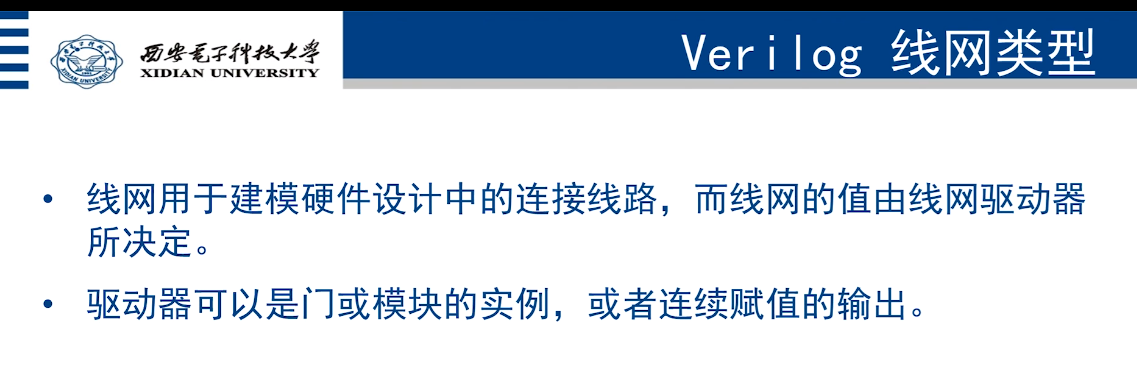 西安电子科技大学
XIDIAN UNIVERSITY
Verilog 线网类型
• 线网用于建模硬件设计中的连接线路，而线网的值由线网驱动器
所决定。
• 驱动器可以是门或模块的实例，或者连续赋值的输出。